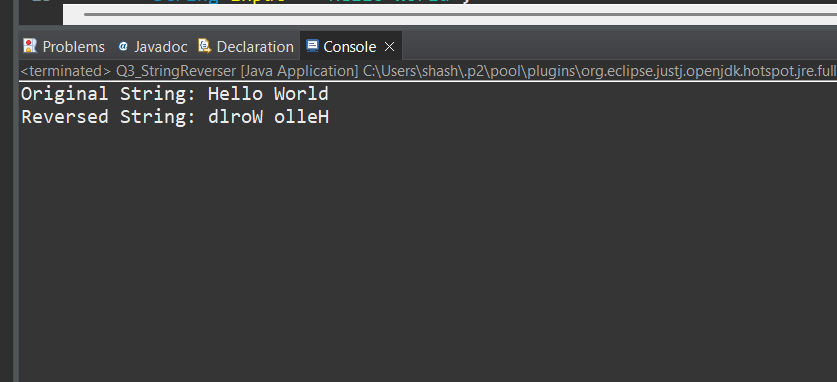 Problems @ Javadoc Declaration Console
<terminated> Q3_StringReverser [Java Application] C:\Users\shash\.p2\pool\plugins\org.eclipse.justj.openjdk.hotspot.jre.full
Original String: Hello World
Reversed String: dlroW olleH